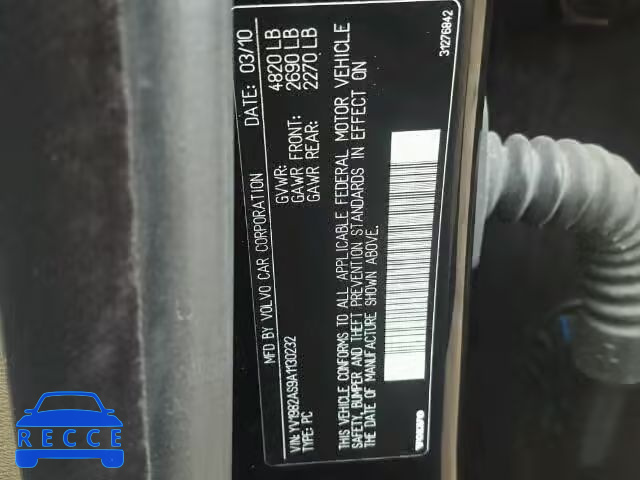 MFD BY VOLVO CAR CORPORATION DATE: 03/10
GVWR: 4820 LB
GAWR FRONT: 2690 LB
GAWR REAR: 2270 LB
VIN: YV1982AS9A1130232
TYPE: PC
THIS VEHICLE CONFORMS TO ALL APPLICABLE FEDERAL MOTOR VEHICLE
SAFETY, BUMPER AND THEFT PREVENTION STANDARDS IN EFFECT ON
THE DATE OF MANUFACTURE SHOWN ABOVE.
VOLVO
31276842
RECCE